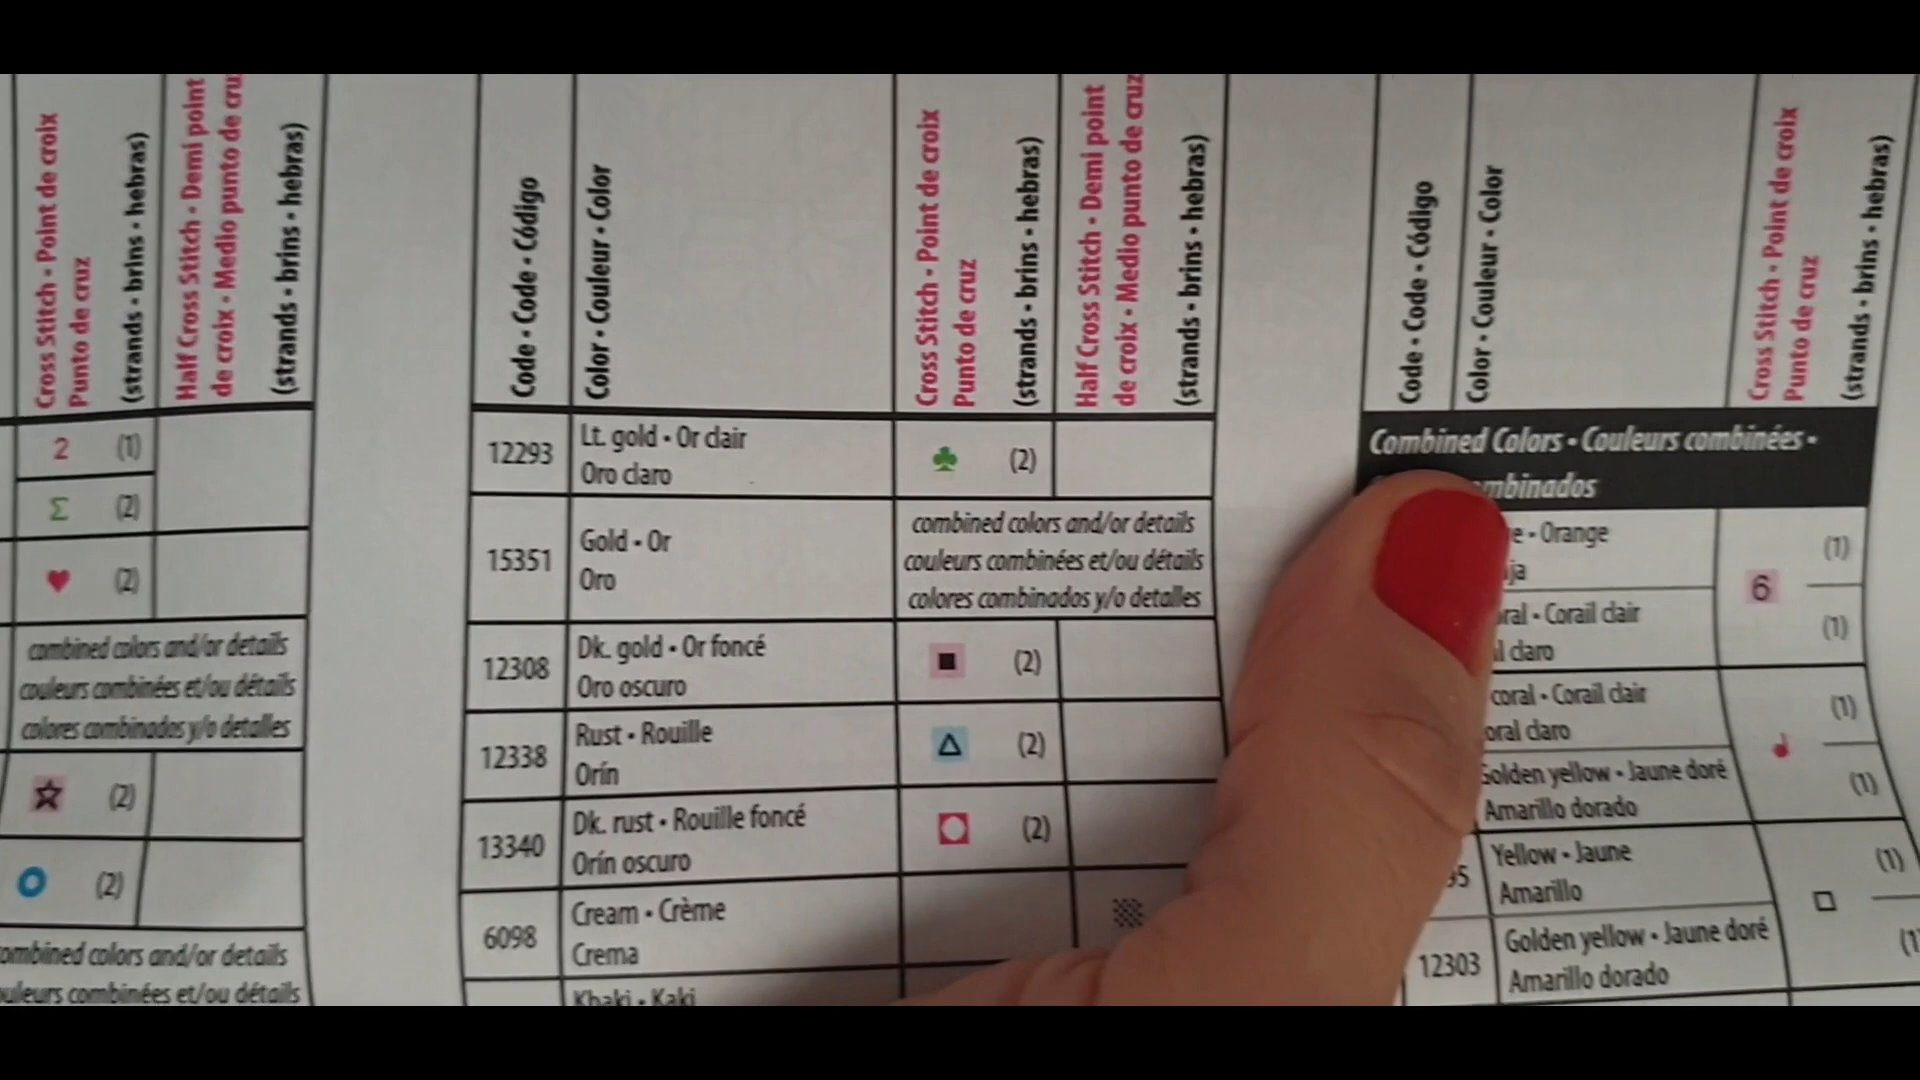 Cross Stitch • Point de croix
Punto de cruz
(strands • brins • hebras)
Half Cross Stitch • Demi point
de croix • Medio punto de cruz
(strands • brins • hebras)
2 (1)
Σ (2)
(2)
combined colors and/or details
couleurs combinées et/ou détails
colores combinados y/o detalles
(2)
(2)
combined colors and/or details
couleurs combinées et/ou détails
Code • Code • Código
Color • Couleur • Color
Cross Stitch • Point de croix
Punto de cruz
(strands • brins • hebras)
Half Cross Stitch • Demi point
de croix • Medio punto de cruz
(strands • brins • hebras)
12293 Lt. gold • Or clair
Oro claro
(2)
15351 Gold • Or
Oro
combined colors and/or details
couleurs combinées et/ou détails
colores combinados y/o detalles
12308 Dk. gold • Or foncé
Oro oscuro
(2)
12338 Rust • Rouille
Orín
(2)
13340 Dk. rust • Rouille foncé
Orín oscuro
(2)
6098 Cream • Crème
Crema
Khaki • Kaki
Code • Code • Código
Color • Couleur • Color
Cross Stitch • Point de croix
Punto de cruz
(strands • brins • hebras)
Combined Colors • Couleurs combinées •
mbinados
e • Orange
ja
6 (1)
(1)
ral • Corail clair
l claro
coral • Corail clair
oral claro
(1)
Golden yellow • Jaune doré
Amarillo dorado
(1)
95 Yellow • Jaune
Amarillo
(1)
12303 Golden yellow • Jaune doré
Amarillo dorado
(1